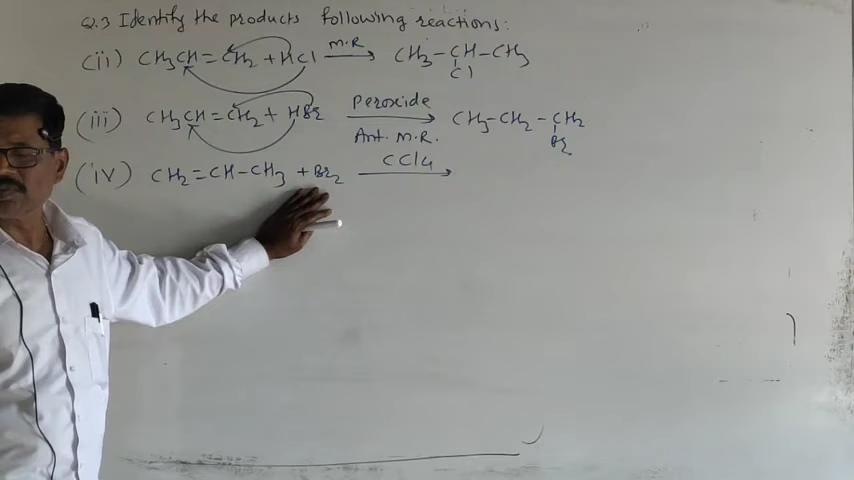 Q.3 Identify the products following reactions:
(ii) CH3CH=CH2 + HCl M.R → CH3-CH-CH3
Cl
(iii) CH3CH=CH2 + HBr Peroxide → CH3-CH2-CH2
Ant. M.R. Br
(iv) CH2=CH-CH3 + Br2 CCl4 →